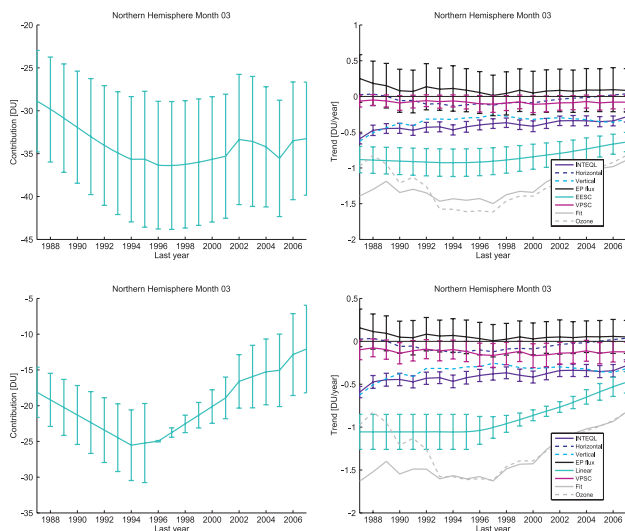 Northern Hemisphere Month 03
-20
-25
-30
-35
-40
-45
Contribution [DU]
1988 1990 1992 1994 1996 1998 2000 2002 2004 2006
Last year
Northern Hemisphere Month 03
1
0.5
0
-0.5
-1
-1.5
-2
Trend [DU/year]
INTEQL
Horizontal
Vertical
EP flux
EESC
VPSC
Fit
Ozone
1988 1990 1992 1994 1996 1998 2000 2002 2004 2006
Last year
Northern Hemisphere Month 03
-5
-10
-15
-20
-25
-30
-35
Contribution [DU]
1988 1990 1992 1994 1996 1998 2000 2002 2004 2006
Last year
Northern Hemisphere Month 03
0.5
0
-0.5
-1
-1.5
-2
Trend [DU/year]
INTEQL
Horizontal
Vertical
EP flux
Linear
VPSC
Fit
Ozone
1988 1990 1992 1994 1996 1998 2000 2002 2004 2006
Last year